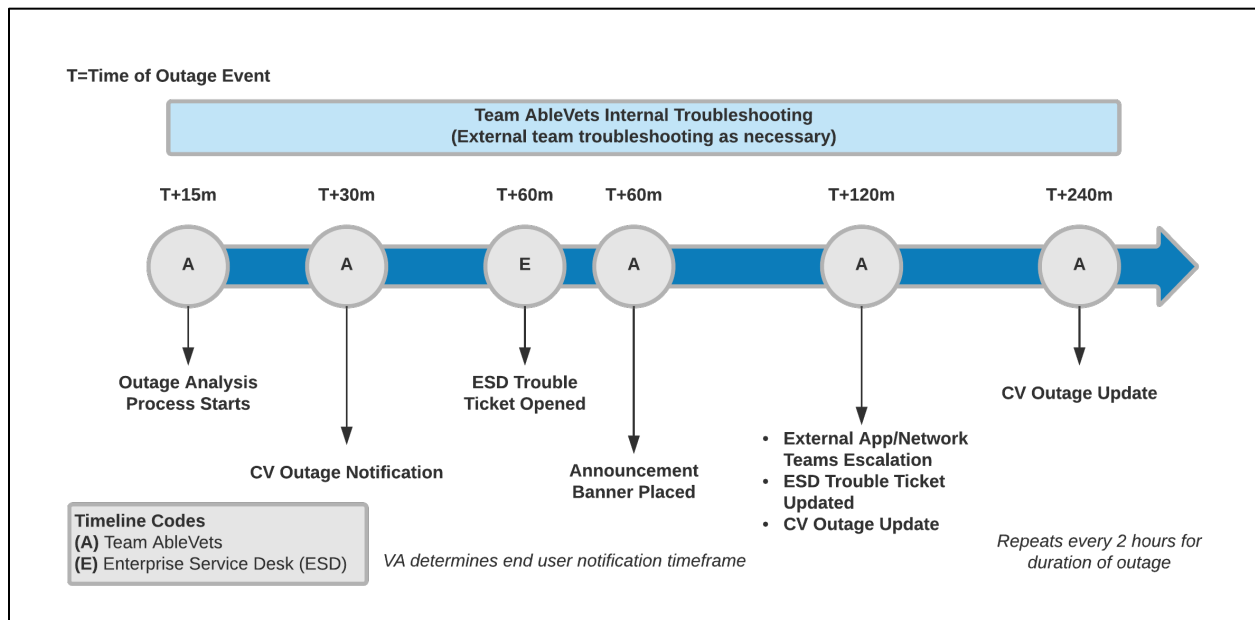 T=Time of Outage Event
Team AbleVets Internal Troubleshooting
(External team troubleshooting as necessary)
T+15m
T+30m
T+60m
T+60m
T+120m
T+240m
A
A
E
A
A
A
Outage Analysis
Process Starts
CV Outage Notification
ESD Trouble
Ticket Opened
Announcement
Banner Placed
• External App/Network
Teams Escalation
• ESD Trouble Ticket
Updated
• CV Outage Update
CV Outage Update
Timeline Codes
(A) Team AbleVets
(E) Enterprise Service Desk (ESD)
VA determines end user notification timeframe
Repeats every 2 hours for
duration of outage